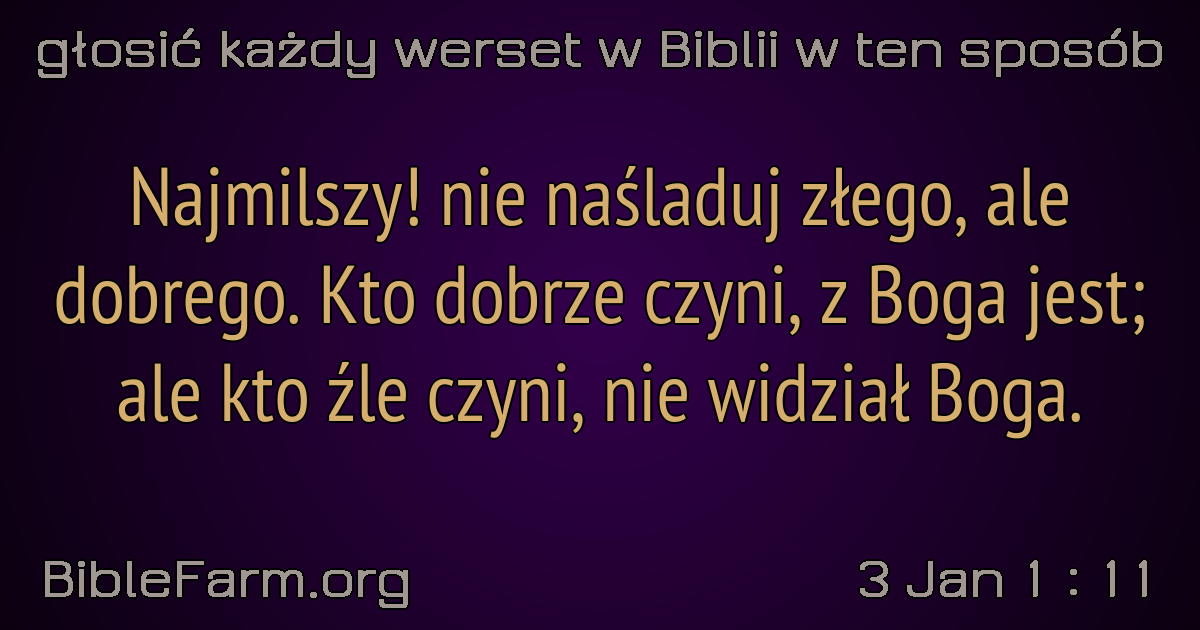 głosić każdy werset w Biblii w ten sposób
Najmilszy! nie naśladuj złego, ale
dobrego. Kto dobrze czyni, z Boga jest;
ale kto źle czyni, nie widział Boga.
BibleFarm.org
3 Jan 1 : 11